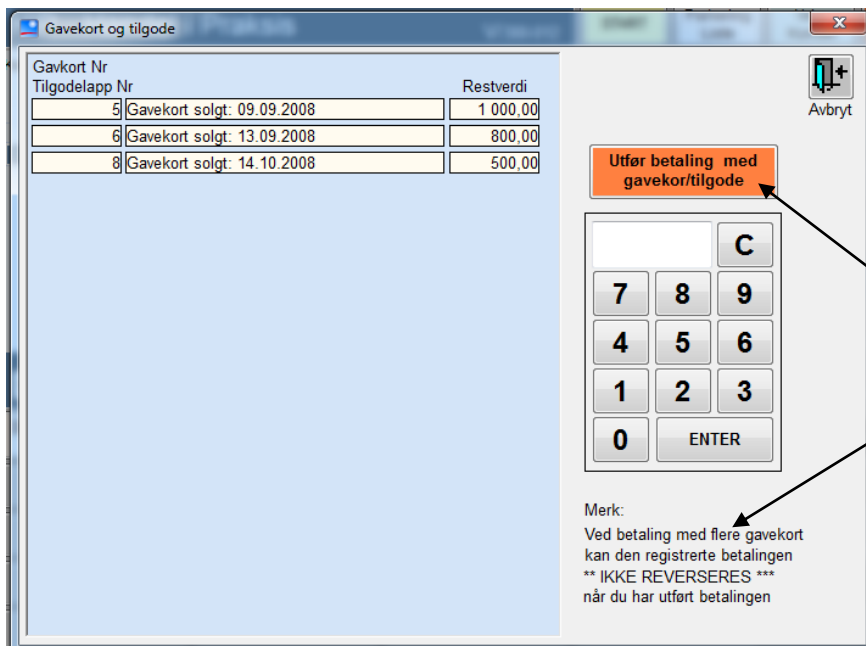 Gavekort og tilgode
Gavkort Nr
Tilgodelapp Nr Restverdi
5 Gavekort solgt: 09.09.2008 1 000,00
6 Gavekort solgt: 13.09.2008 800,00
8 Gavekort solgt: 14.10.2008 500,00
Avbryt
Utfør betaling med
gavekor/tilgode
C
7 8 9
4 5 6
1 2 3
0 ENTER
Merk:
Ved betaling med flere gavekort
kan den registrerte betalingen
** IKKE REVERSERES ***
når du har utført betalingen